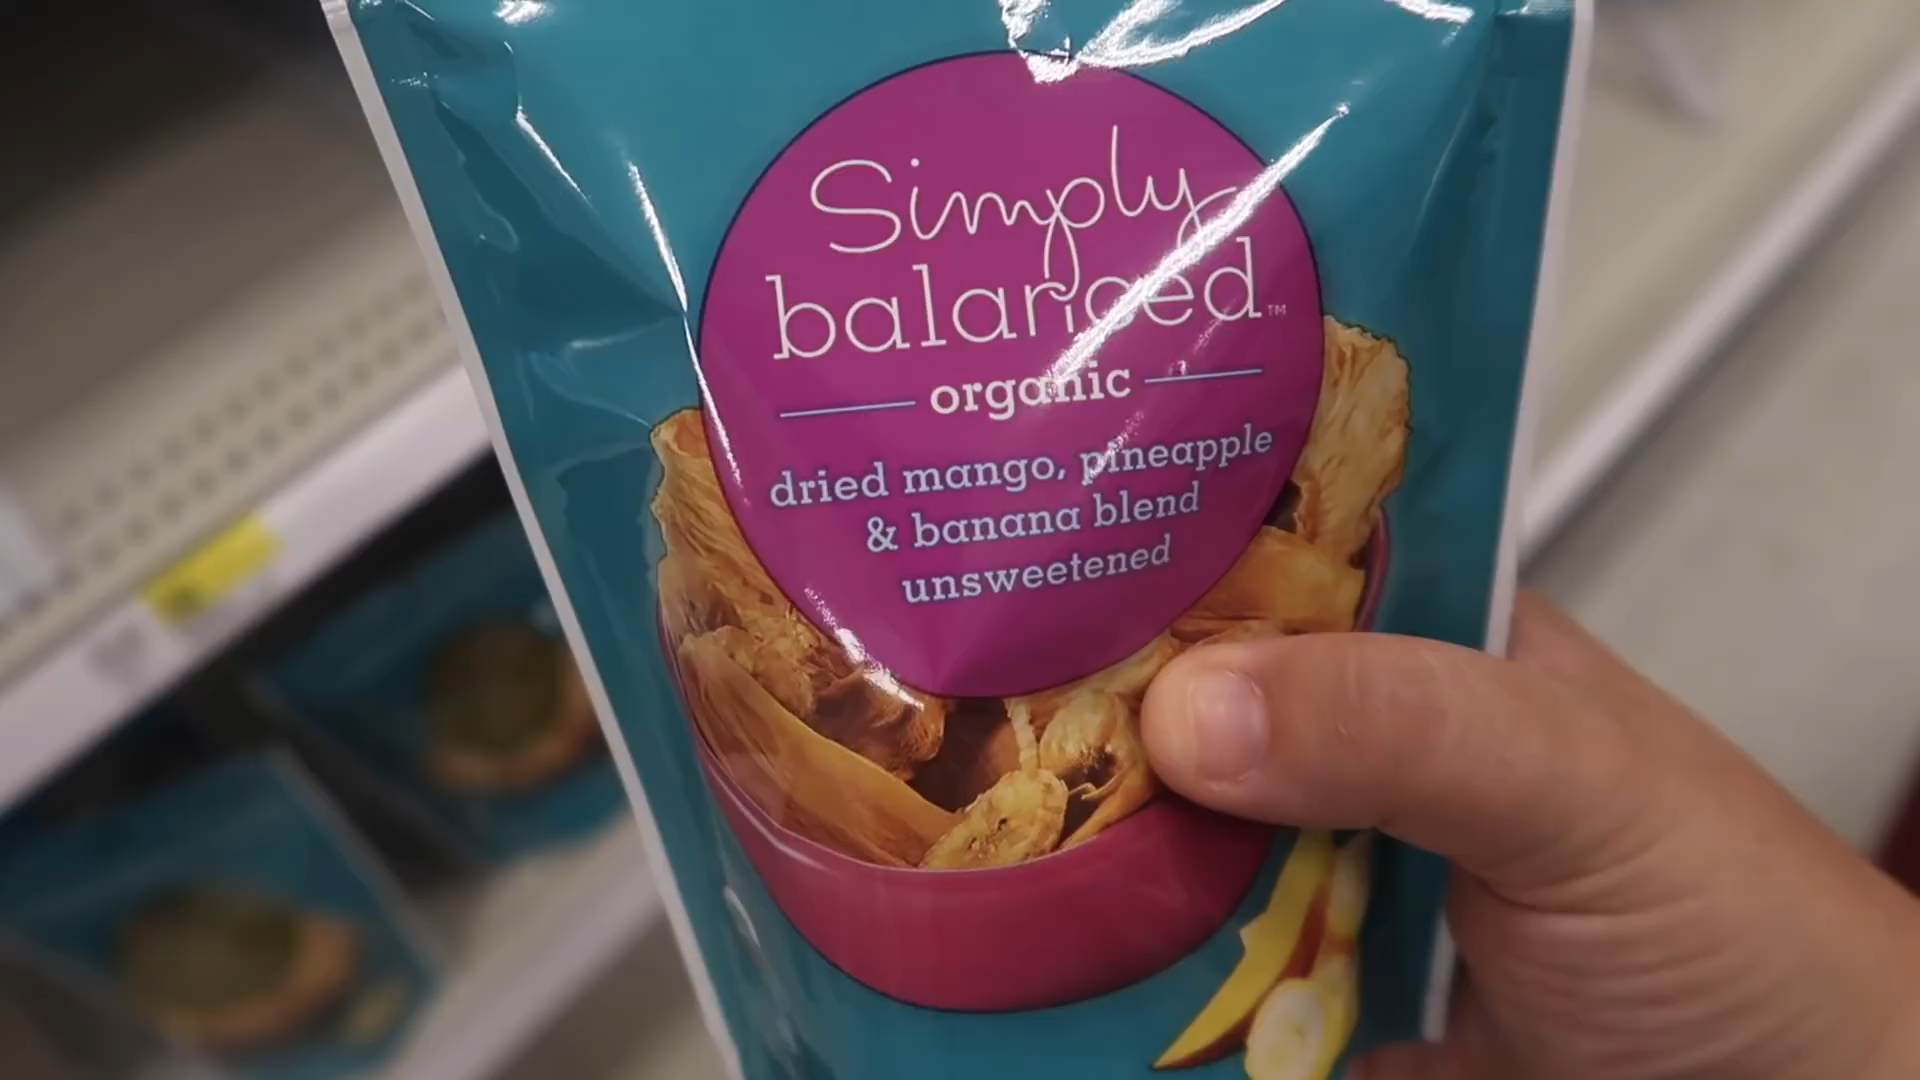 Simply
balanced™
organic
dried mango, pineapple
& banana blend
unsweetened